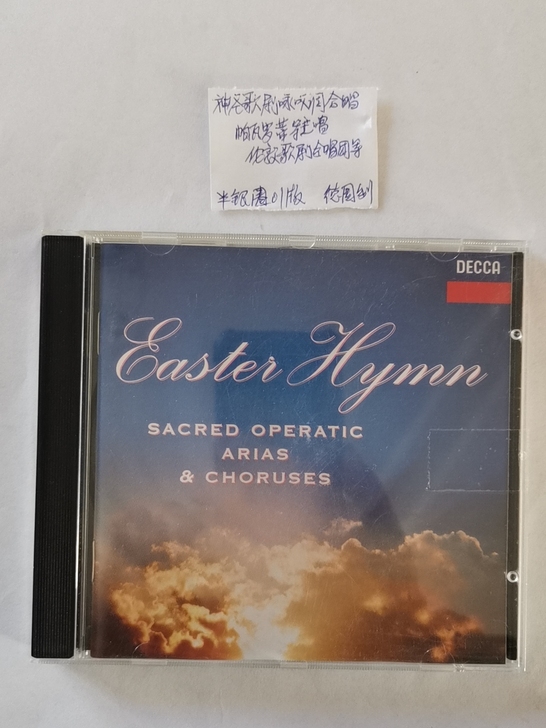 神圣歌剧咏叹调合唱
帕瓦罗蒂等主唱
伦敦歌剧合唱团等
半银圈01版 德国制
DECCA
Easter Hymn
SACRED OPERATIC
ARIAS
& CHORUSES